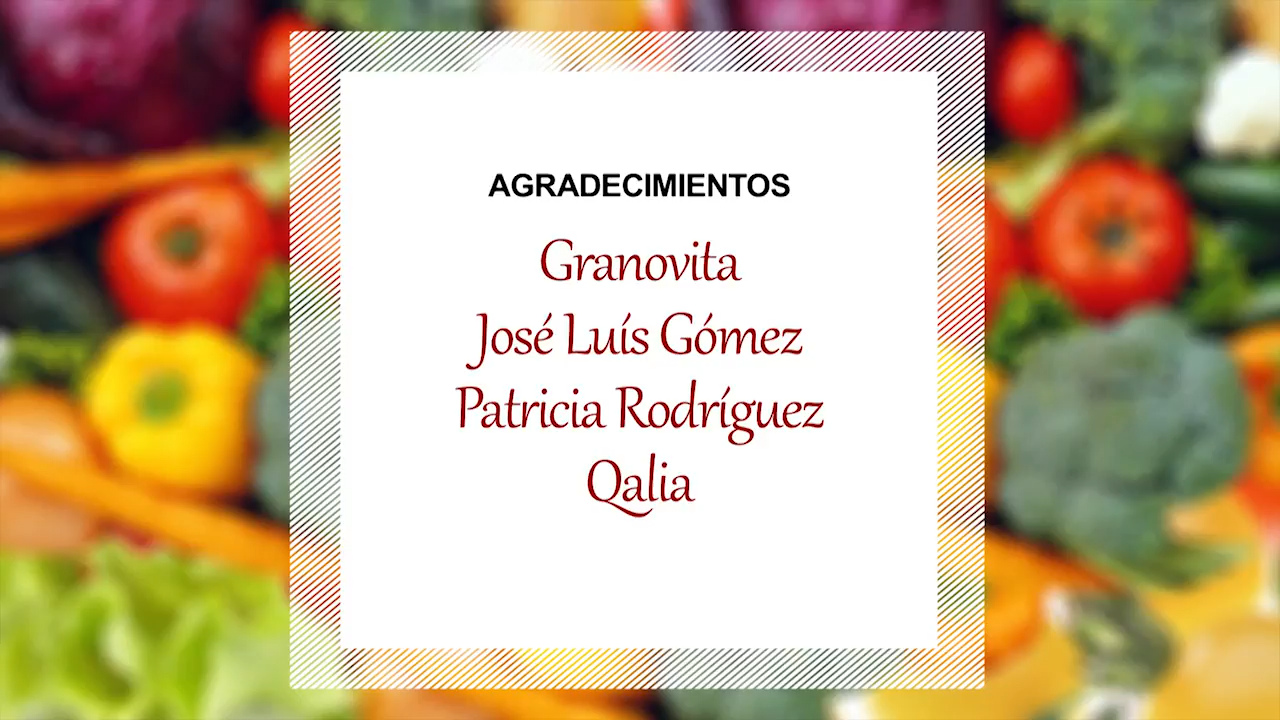 AGRADECIMIENTOS
Granovita
José Luís Gómez
Patricia Rodríguez
Qalia